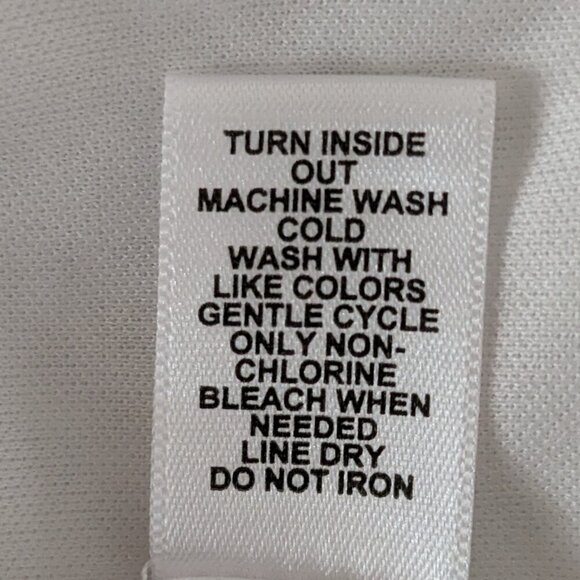 TURN INSIDE
OUT
MACHINE WASH
COLD
WASH WITH
LIKE COLORS
GENTLE CYCLE
ONLY NON-
CHLORINE
BLEACH WHEN
NEEDED
LINE DRY
DO NOT IRON